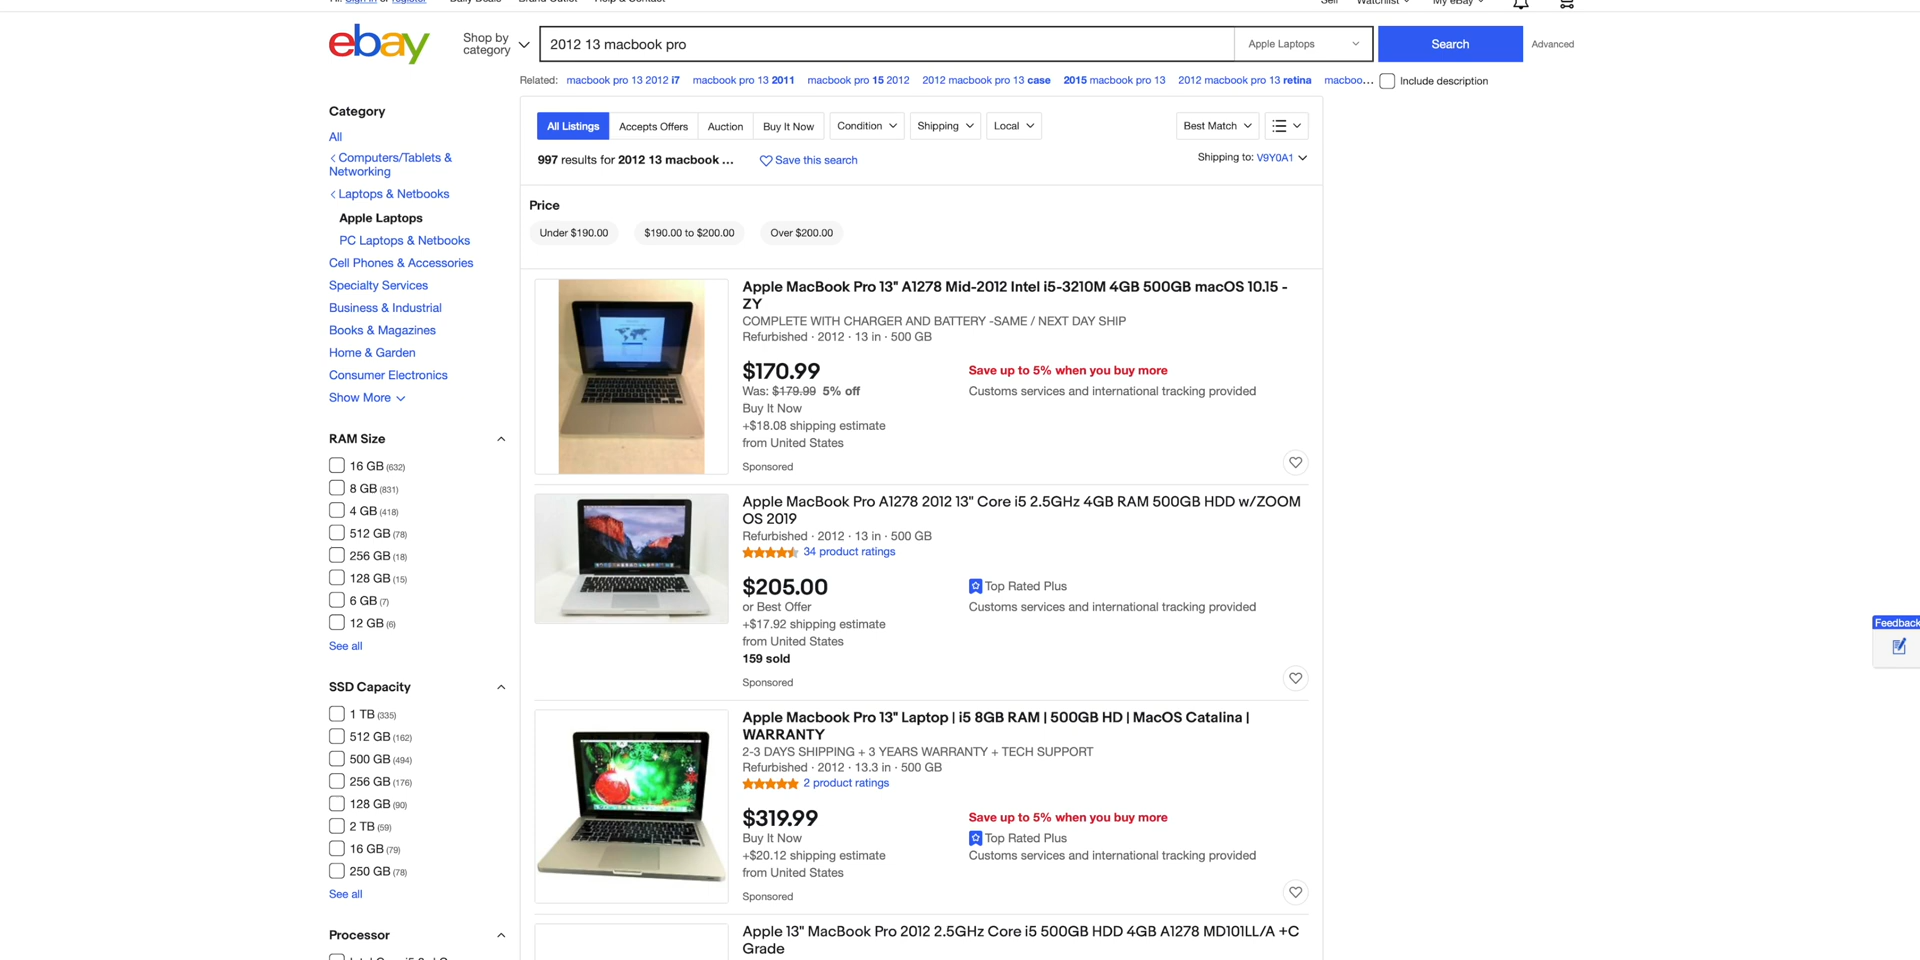 Sign in or register Daily Deals Brand Outlet Help & Contact
Sell Watchlist My eBay
ebay
Shop by
category
2012 13 macbook pro
Apple Laptops
Search
Advanced
Related: macbook pro 13 2012 i7 macbook pro 13 2011 macbook pro 15 2012 2012 macbook pro 13 case 2015 macbook pro 13 2012 macbook pro 13 retina macboo...
Include description
Category
All
Computers/Tablets &
Networking
Laptops & Netbooks
Apple Laptops
PC Laptops & Netbooks
Cell Phones & Accessories
Specialty Services
Business & Industrial
Books & Magazines
Home & Garden
Consumer Electronics
Show More
RAM Size
16 GB (632)
8 GB (831)
4 GB (418)
512 GB (78)
256 GB (18)
128 GB (15)
6 GB (7)
12 GB (6)
See all
SSD Capacity
1 TB (335)
512 GB (162)
500 GB (494)
256 GB (176)
128 GB (90)
2 TB (59)
16 GB (79)
250 GB (78)
See all
Processor
All Listings Accepts Offers Auction Buy It Now Condition Shipping Local Best Match
997 results for 2012 13 macbook ... Save this search Shipping to: V9Y0A1
Price
Under $190.00 $190.00 to $200.00 Over $200.00
Apple MacBook Pro 13" A1278 Mid-2012 Intel i5-3210M 4GB 500GB macOS 10.15 -
ZY
COMPLETE WITH CHARGER AND BATTERY -SAME / NEXT DAY SHIP
Refurbished · 2012 · 13 in · 500 GB
$170.99 Save up to 5% when you buy more
Was: $179.99 5% off Customs services and international tracking provided
Buy It Now
+$18.08 shipping estimate
from United States
Sponsored
Apple MacBook Pro A1278 2012 13" Core i5 2.5GHz 4GB RAM 500GB HDD w/ZOOM
OS 2019
Refurbished · 2012 · 13 in · 500 GB
34 product ratings
$205.00 Top Rated Plus
or Best Offer Customs services and international tracking provided
+$17.92 shipping estimate
from United States
159 sold
Sponsored
Apple Macbook Pro 13" Laptop | i5 8GB RAM | 500GB HD | MacOS Catalina |
WARRANTY
2-3 DAYS SHIPPING + 3 YEARS WARRANTY + TECH SUPPORT
Refurbished · 2012 · 13.3 in · 500 GB
2 product ratings
$319.99 Save up to 5% when you buy more
Buy It Now Top Rated Plus
+$20.12 shipping estimate Customs services and international tracking provided
from United States
Sponsored
Apple 13" MacBook Pro 2012 2.5GHz Core i5 500GB HDD 4GB A1278 MD101LL/A +C
Grade
Feedback